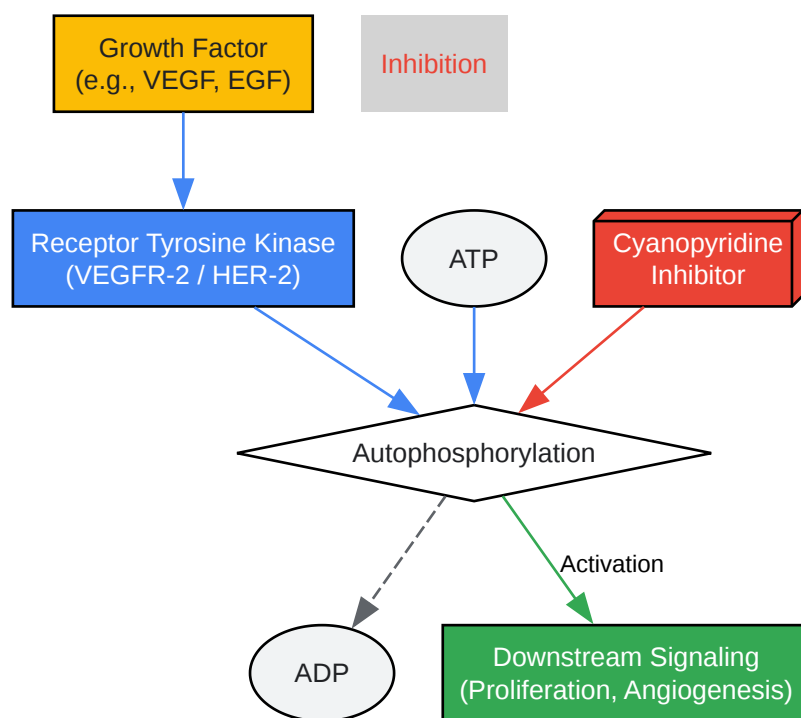 Growth Factor
(e.g., VEGF, EGF)
Inhibition
Receptor Tyrosine Kinase
(VEGFR-2 / HER-2)
ATP
Cyanopyridine
Inhibitor
Autophosphorylation
Activation
ADP
Downstream Signaling
(Proliferation, Angiogenesis)